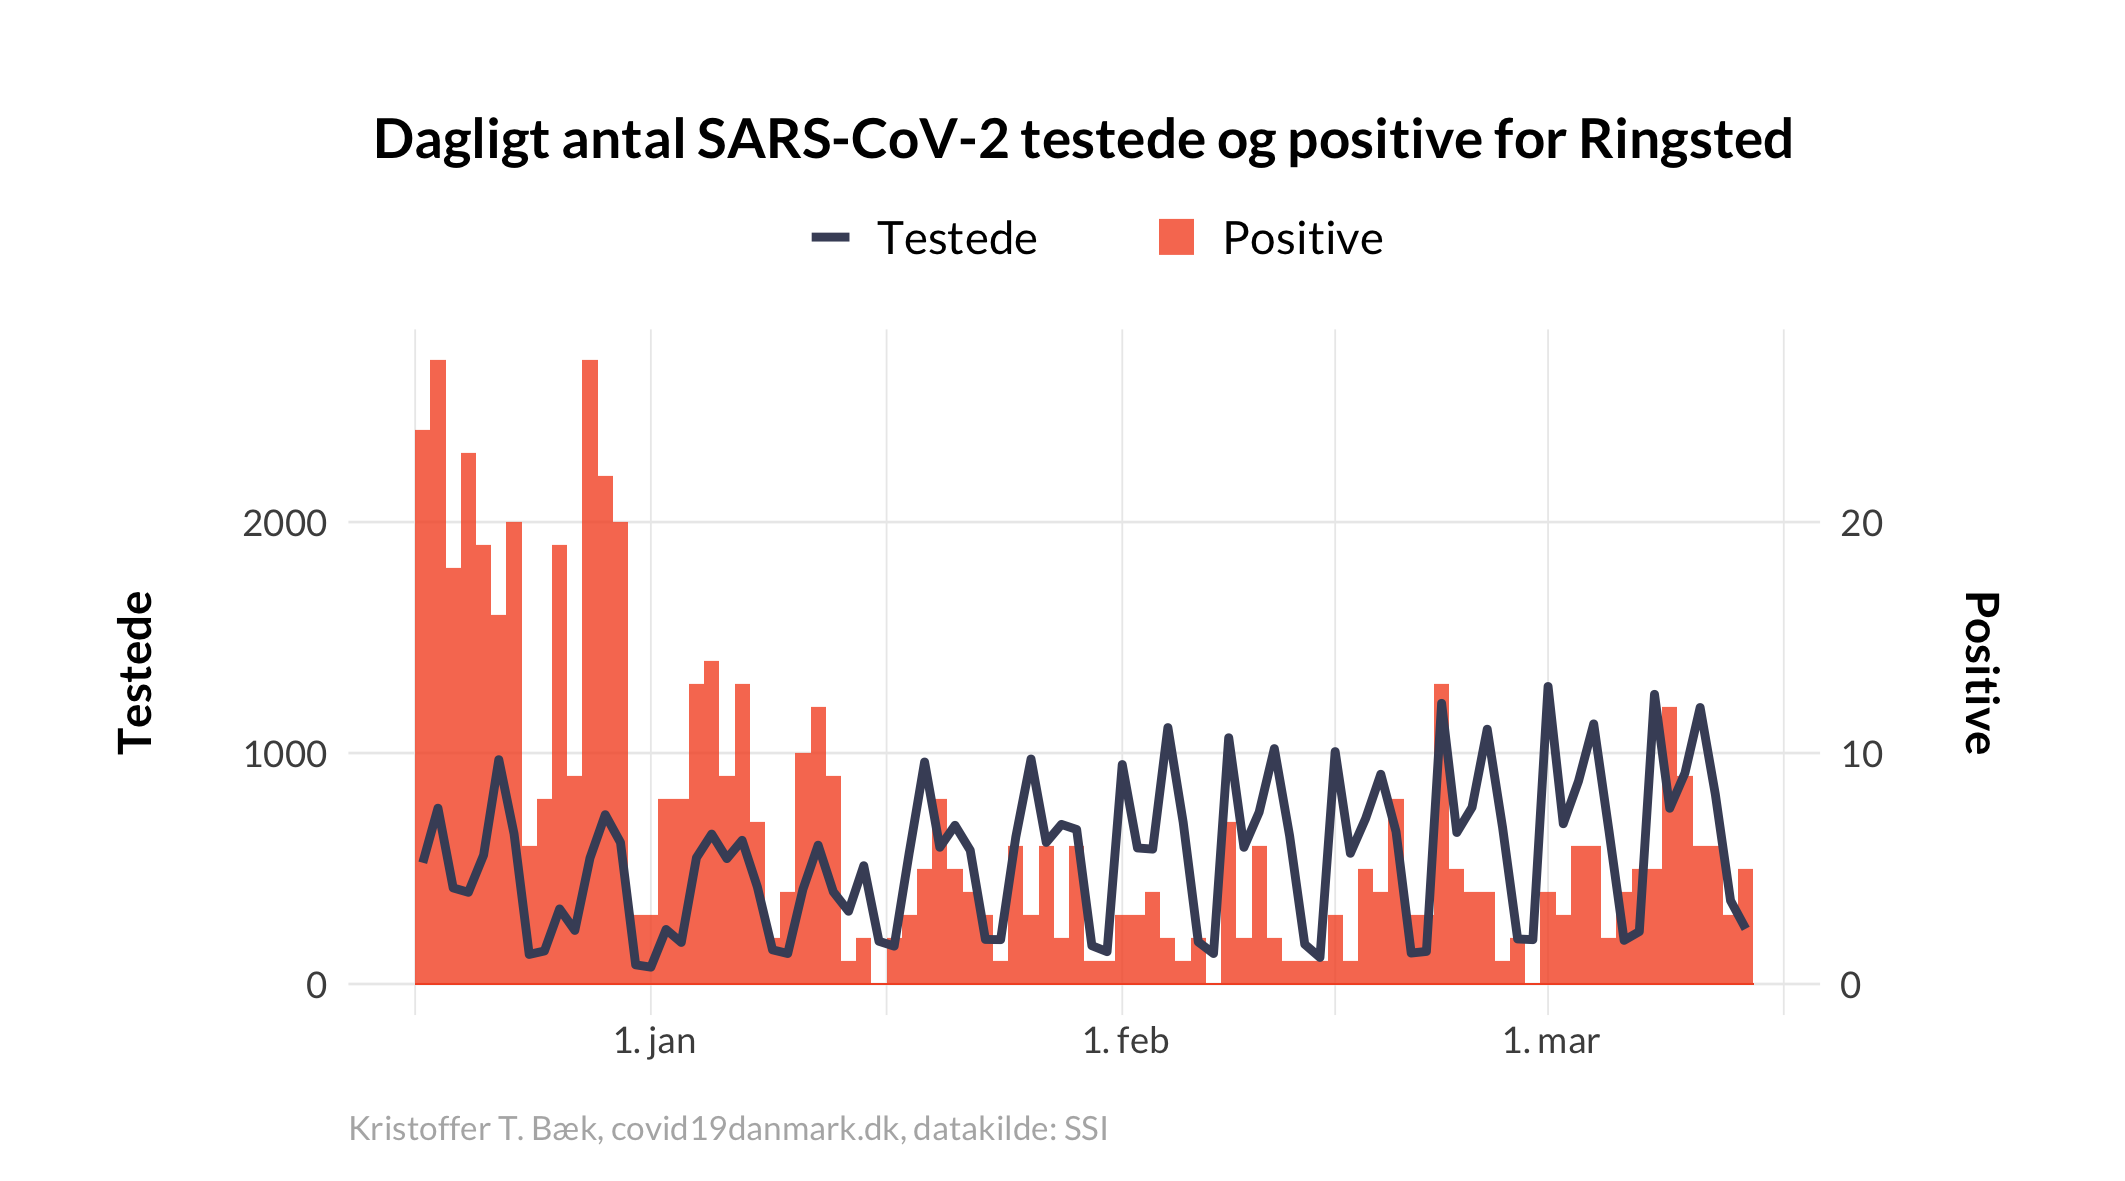 Dagligt antal SARS-CoV-2 testede og positive for Ringsted
Testede
Positive
2000
1000
0
Testede
20
10
0
Positive
1. jan
1. feb
1. mar
Kristoffer T. Bæk, covid19danmark.dk, datakilde: SSI